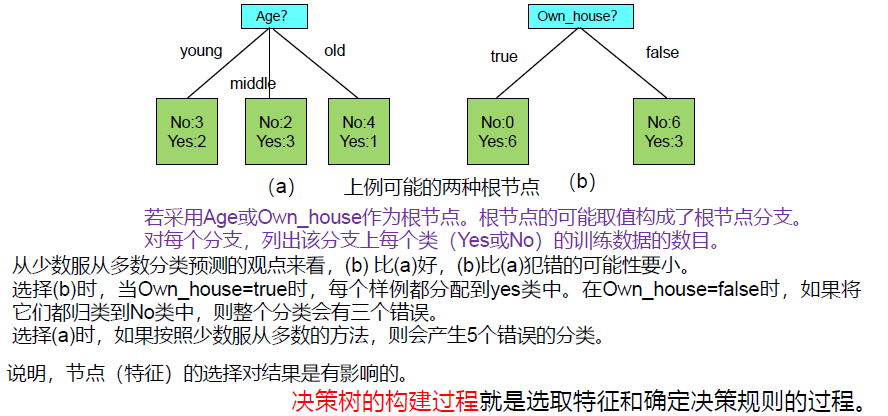 Age?
Own_house?
young
middle
old
true
false
No:3
Yes:2
No:2
Yes:3
No:4
Yes:1
No:0
Yes:6
No:6
Yes:3
（a） 上例可能的两种根节点 （b）
若采用Age或Own_house作为根节点。根节点的可能取值构成了根节点分支。
对每个分支，列出该分支上每个类（Yes或No）的训练数据的数目。
从少数服从多数分类预测的观点来看，(b) 比(a)好，(b)比(a)犯错的可能性要小。
选择(b)时，当Own_house=true时，每个样例都分配到yes类中。在Own_house=false时，如果将
它们都归类到No类中，则整个分类会有三个错误。
选择(a)时，如果按照少数服从多数的方法，则会产生5个错误的分类。
说明，节点（特征）的选择对结果是有影响的。
决策树的构建过程就是选取特征和确定决策规则的过程。